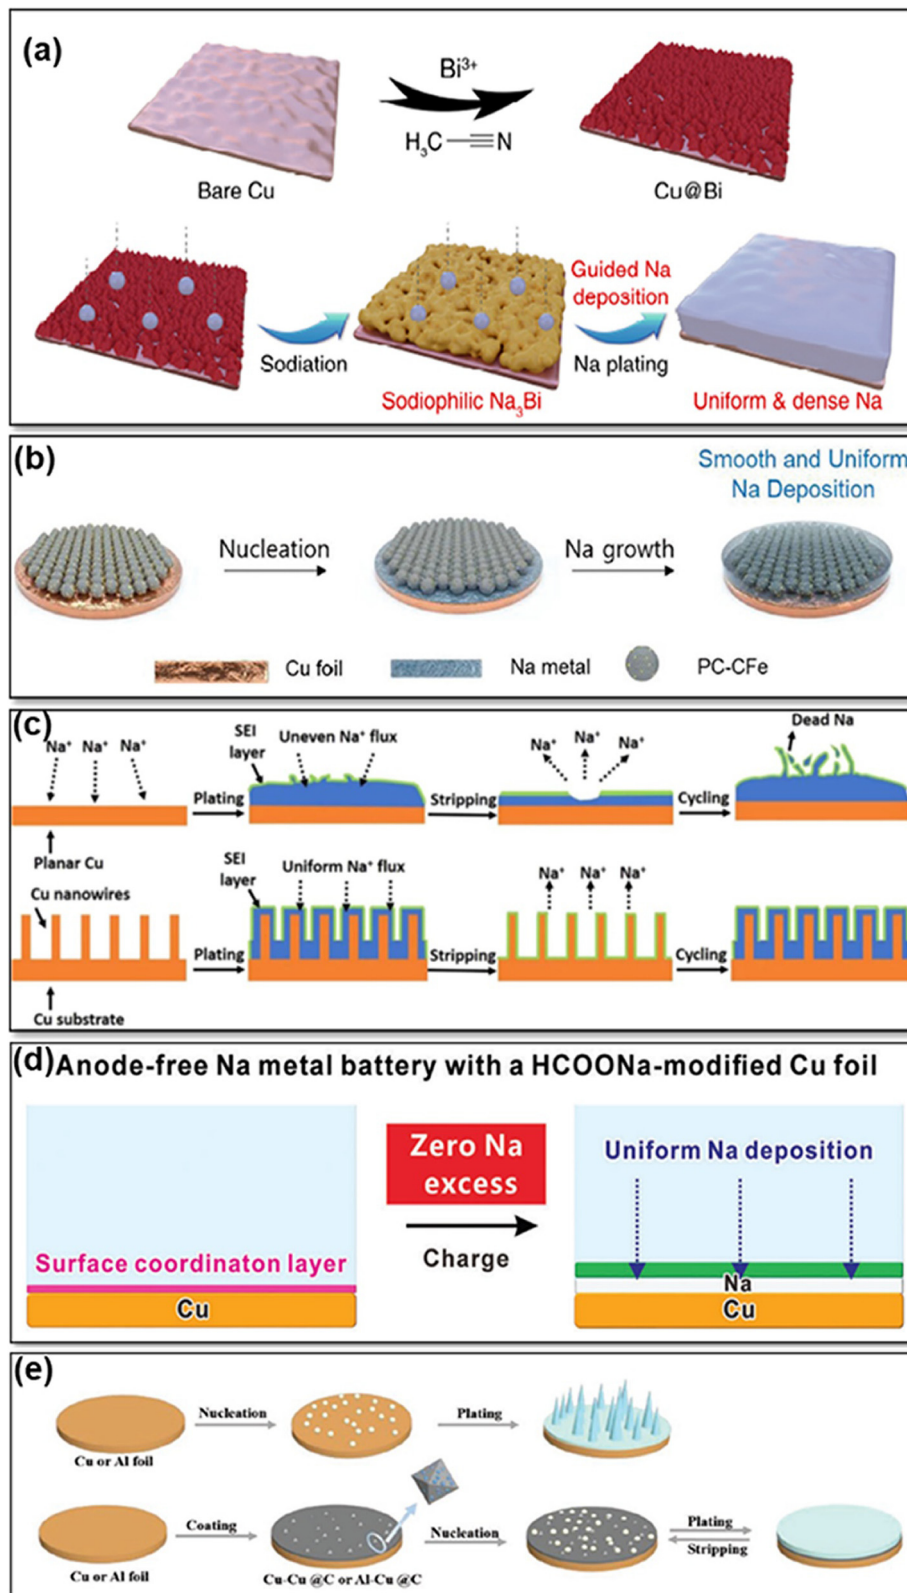 (a)
Bi³⁺
H₃C
N
Bare Cu
Cu@Bi
Guided Na
deposition
Sodiation
Na plating
Sodiophilic Na₃Bi
Uniform & dense Na
(b)
Smooth and Uniform
Na Deposition
Nucleation
Na growth
Cu foil
Na metal
PC-CFe
(c)
Na⁺ Na⁺ Na⁺
SEI
layer
Uneven Na⁺ flux
Na⁺ Na⁺ Na⁺
Dead Na
Plating
Stripping
Cycling
Planar Cu
Cu nanowires
SEI
layer
Uniform Na⁺ flux
Na⁺ Na⁺ Na⁺
Plating
Stripping
Cycling
Cu substrate
(d)
Anode-free Na metal battery with a HCOONa-modified Cu foil
Zero Na
excess
Charge
Uniform Na deposition
Surface coordinaton layer
Cu
Na
Cu
(e)
Nucleation
Plating
Cu or Al foil
Coating
Nucleation
Plating
Stripping
Cu or Al foil
Cu-Cu @C or Al-Cu @C